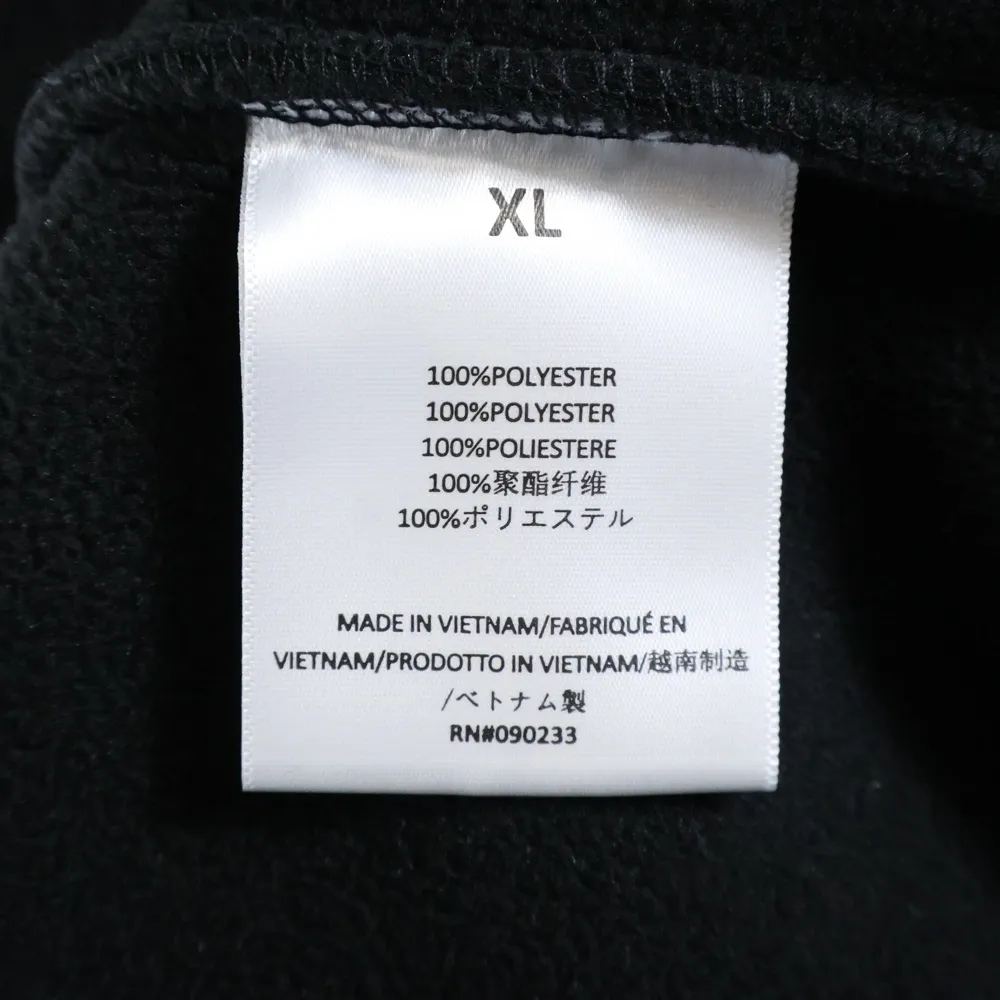 XL
100%POLYESTER
100%POLYESTER
100%POLIESTERE
100%聚酯纤维
100%ポリエステル
MADE IN VIETNAM/FABRIQUÉ EN
VIETNAM/PRODOTTO IN VIETNAM/越南制造
/ベトナム製
RN#090233